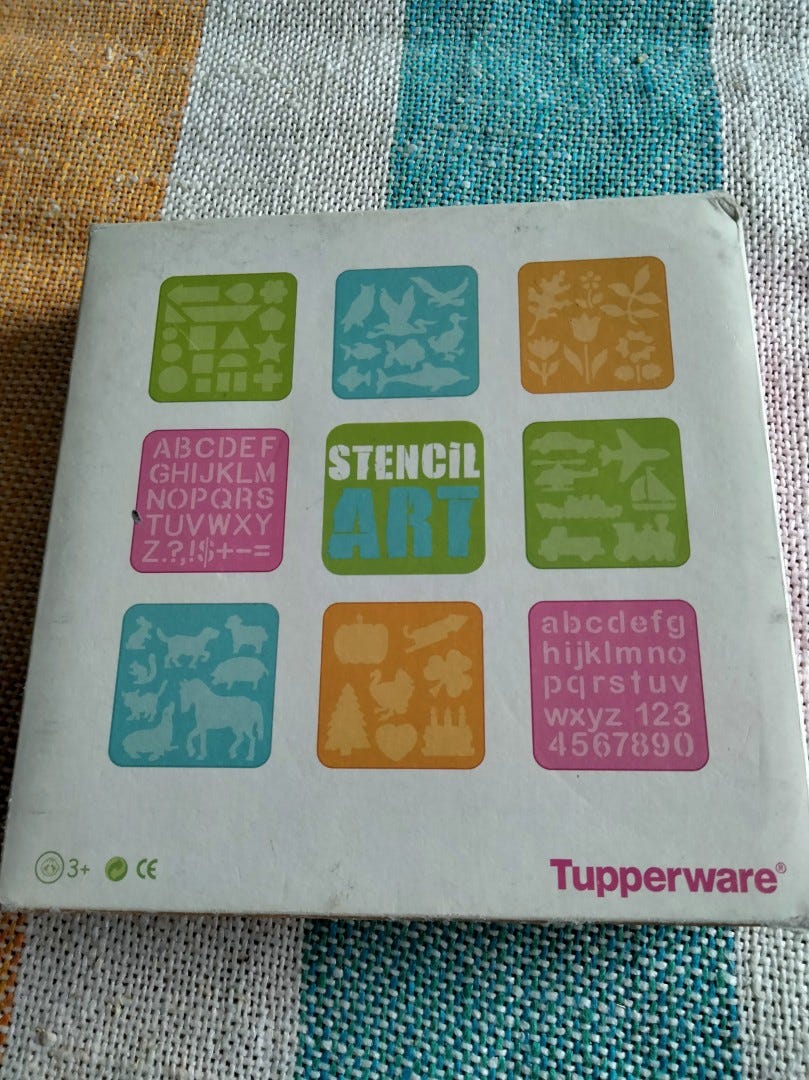 ABCDEF
GHIJKLM
NOPQRS
TUVWXY
Z.?,!$+-=
STENCiL
ART
abcdefg
hijklmno
pqrstuv
wxyz 123
4567890
3+ CE
Tupperware®